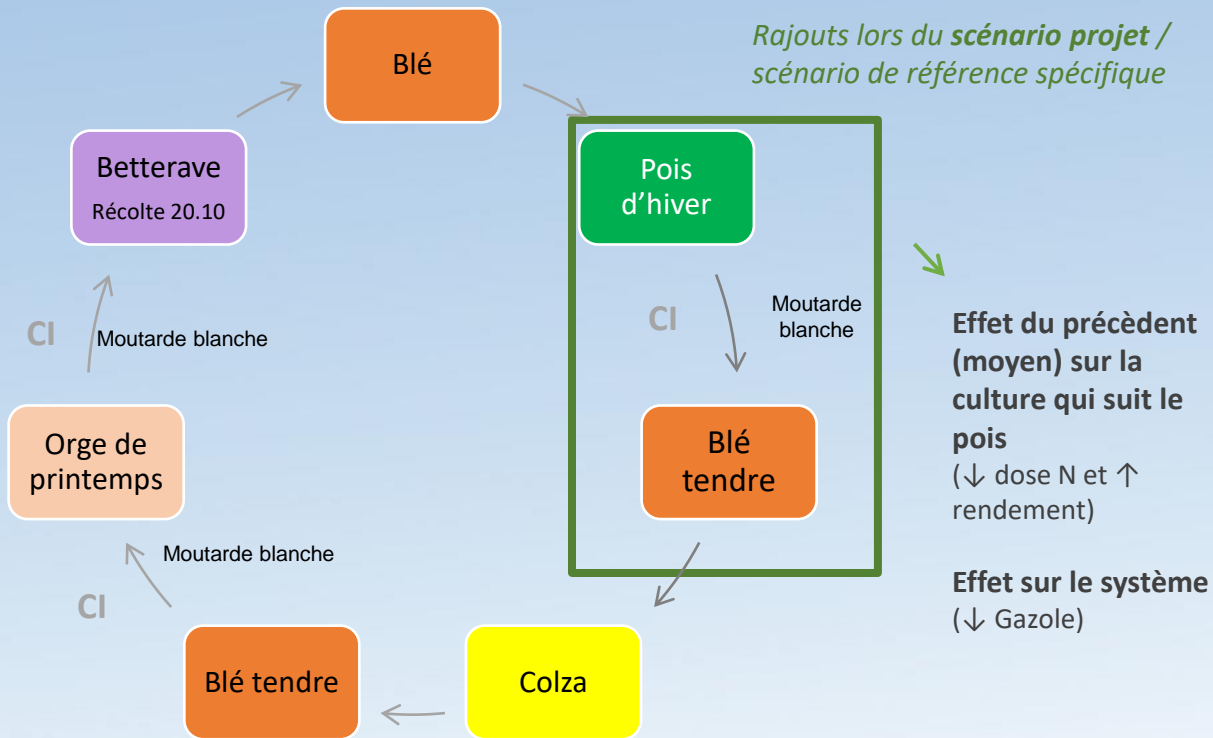 Rajouts lors du scénario projet /
scénario de référence spécifique
Blé
Pois
d’hiver
CI
Moutarde
blanche
Blé
tendre
Colza
Blé tendre
CI
Moutarde blanche
Orge de
printemps
CI
Moutarde blanche
Betterave
Récolte 20.10
Effet du précèdent
(moyen) sur la
culture qui suit le
pois
(↓ dose N et ↑
rendement)
Effet sur le système
(↓ Gazole)